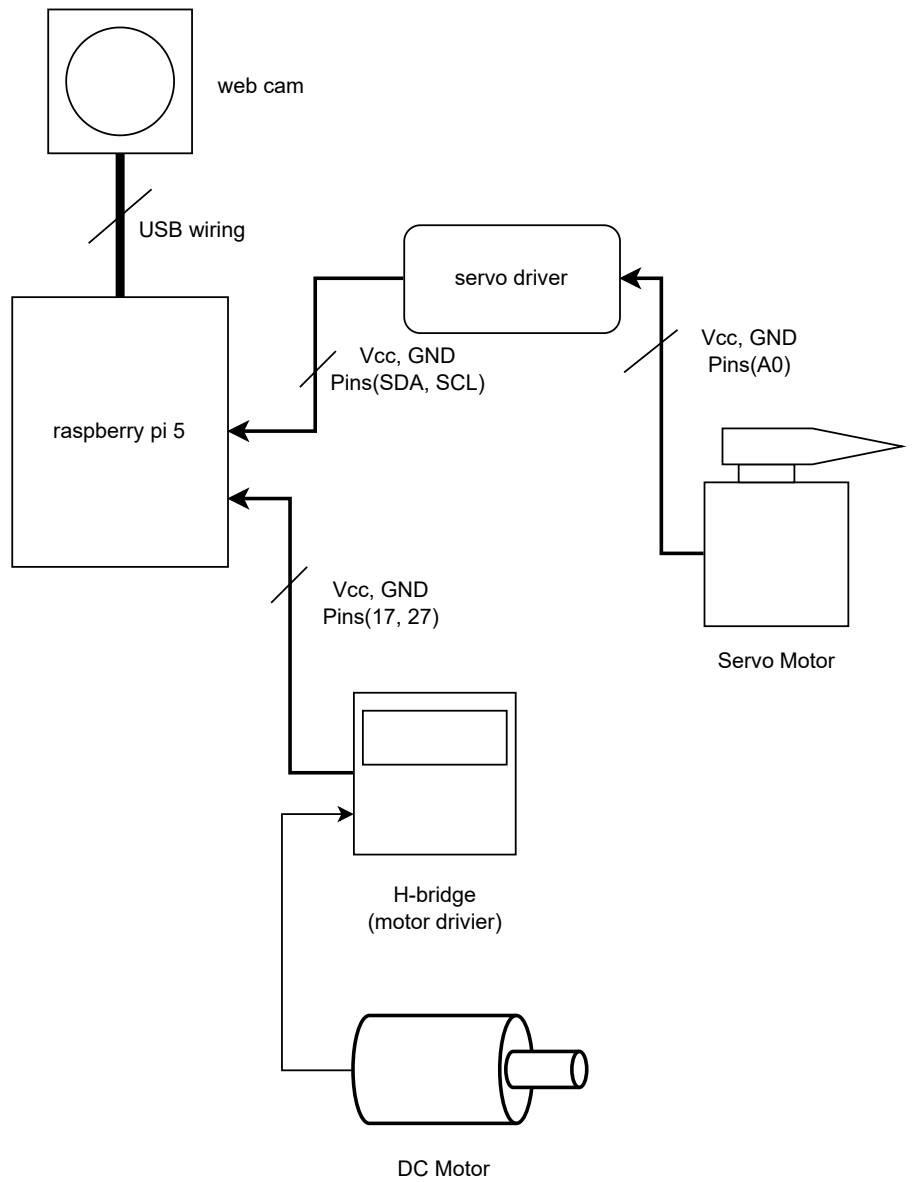 web cam
USB wiring
servo driver
Vcc, GND
Pins(A0)
Vcc, GND
Pins(SDA, SCL)
raspberry pi 5
Vcc, GND
Pins(17, 27)
Servo Motor
H-bridge
(motor drivier)
DC Motor